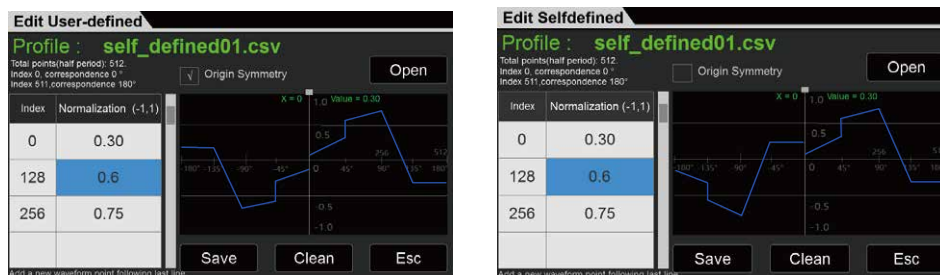 Edit User-defined
Profile : self_defined01.csv
Total points(half period): 512.
Index 0, correspondence 0 °
Index 511,correspondence 180°
√ Origin Symmetry
Open
Index Normalization (-1,1)
0 0.30
128 0.6
256 0.75
X = 0 1.0 Value = 0.30
0.5
256 512
-180° -135° -90° -45° 0 45° 90° 135° 180°
-0.5
-1.0
Save Clean Esc
Add a new waveform point following last line
Edit Selfdefined
Profile : self_defined01.csv
Total points(half period): 512.
Index 0, correspondence 0 °
Index 511,correspondence 180°
Origin Symmetry
Open
Index Normalization (-1,1)
0 0.30
128 0.6
256 0.75
X = 0 1.0 Value = 0.30
0.5
256 512
-180° -135° -90° -45° 0 45° 90° 180°
-0.5
-1.0
Save Clean Esc
Add a new waveform point following last line